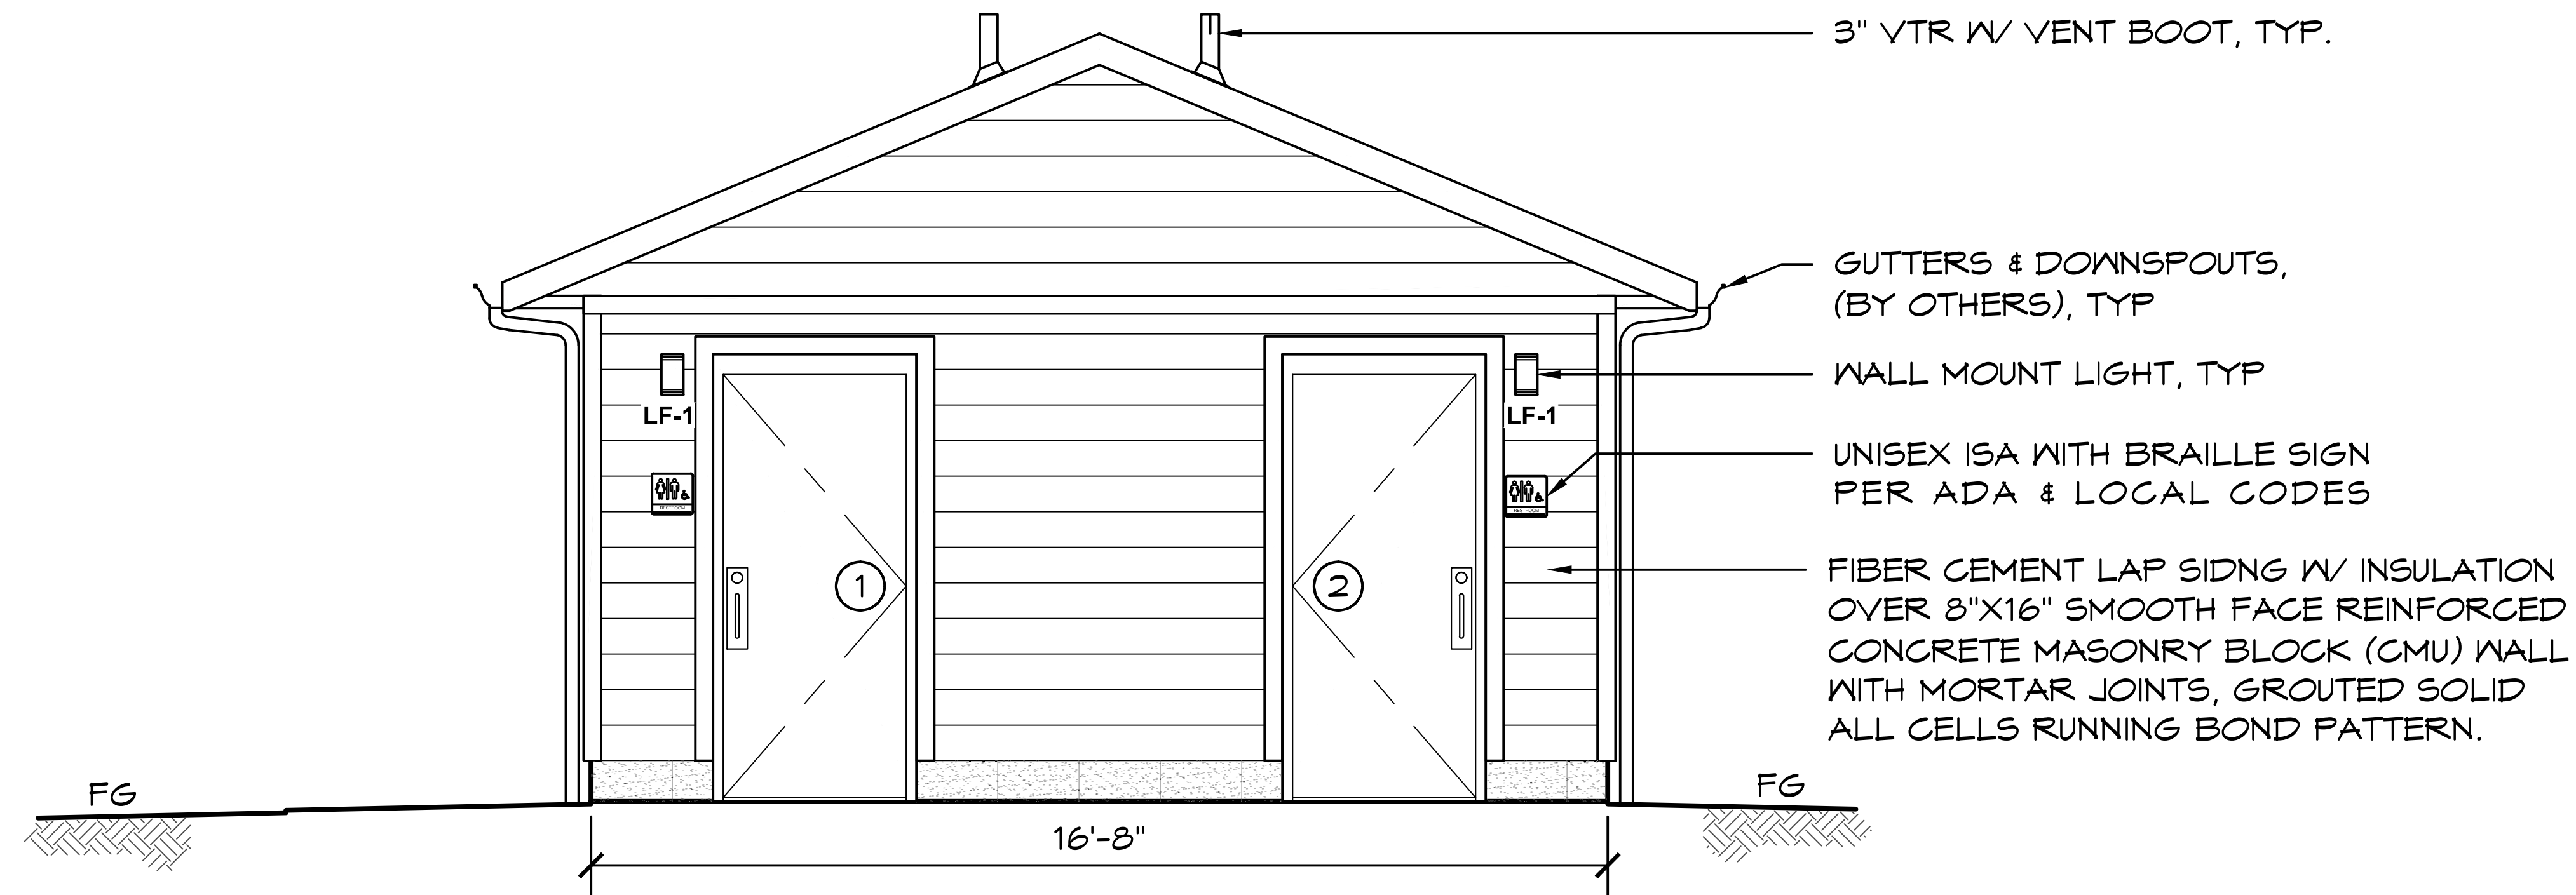 3" VTR W/ VENT BOOT, TYP.
GUTTERS & DOWNSPOUTS,
(BY OTHERS), TYP
WALL MOUNT LIGHT, TYP
LF-1
LF-1
UNISEX ISA WITH BRAILLE SIGN
PER ADA & LOCAL CODES
RESTROOM
RESTROOM
FIBER CEMENT LAP SIDNG W/ INSULATION
OVER 8"X16" SMOOTH FACE REINFORCED
CONCRETE MASONRY BLOCK (CMU) WALL
WITH MORTAR JOINTS, GROUTED SOLID
ALL CELLS RUNNING BOND PATTERN.
1
2
FG
FG
16'-8"